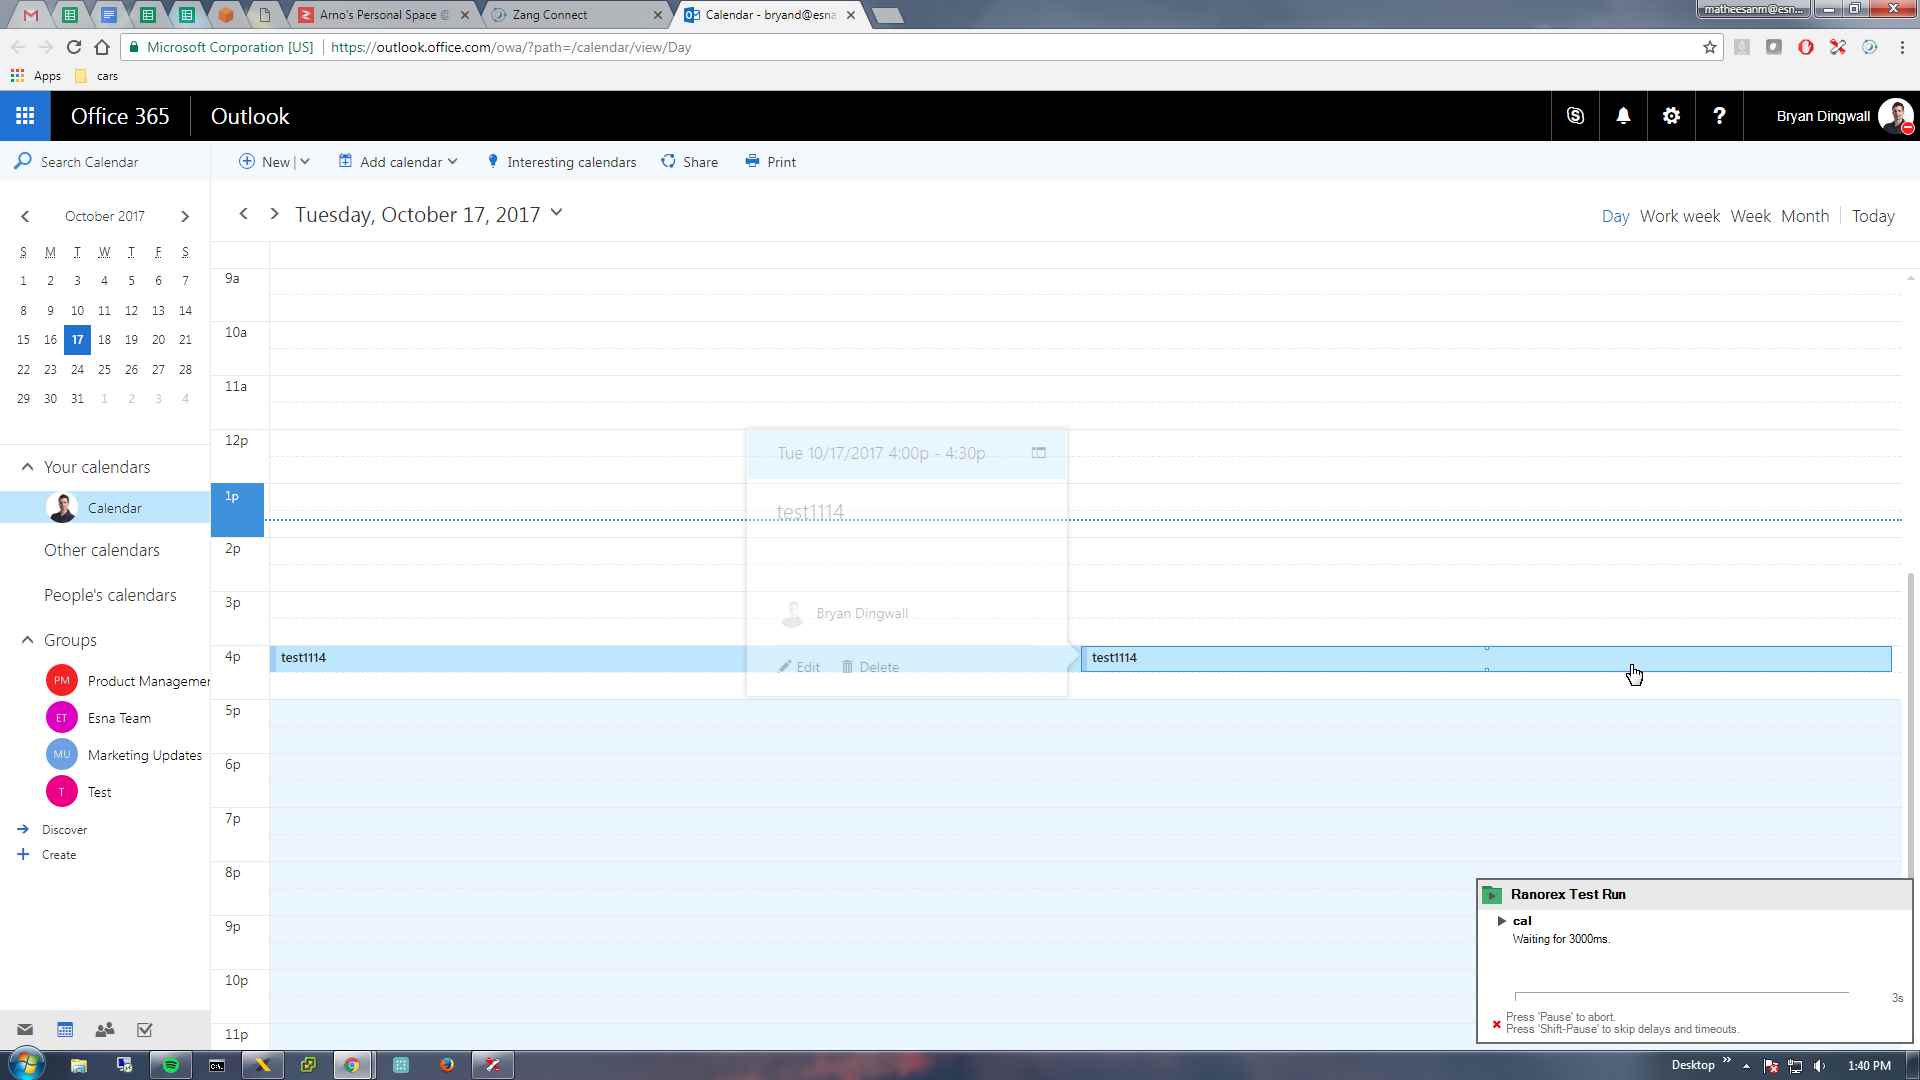 Arno's Personal Space @
Zang Connect
Calendar - bryand@esna
matheesanm@esn...
Microsoft Corporation [US]
https://outlook.office.com/owa/?path=/calendar/view/Day
Apps
cars
Office 365
Outlook
Bryan Dingwall
Search Calendar
New
Add calendar
Interesting calendars
Share
Print
October 2017
Tuesday, October 17, 2017
Day Work week Week Month Today
S M T W T F S
1 2 3 4 5 6 7
8 9 10 11 12 13 14
15 16 17 18 19 20 21
22 23 24 25 26 27 28
29 30 31 1 2 3 4
Your calendars
Calendar
Other calendars
People's calendars
Groups
PM Product Managemer
ET Esna Team
MU Marketing Updates
T Test
Discover
Create
9a
10a
11a
12p
1p
2p
3p
4p
5p
6p
7p
8p
9p
10p
11p
Tue 10/17/2017 4:00p - 4:30p
test1114
Bryan Dingwall
Edit
Delete
test1114
test1114
Ranorex Test Run
cal
Waiting for 3000ms.
3s
Press 'Pause' to abort.
Press 'Shift-Pause' to skip delays and timeouts.
Desktop
1:40 PM